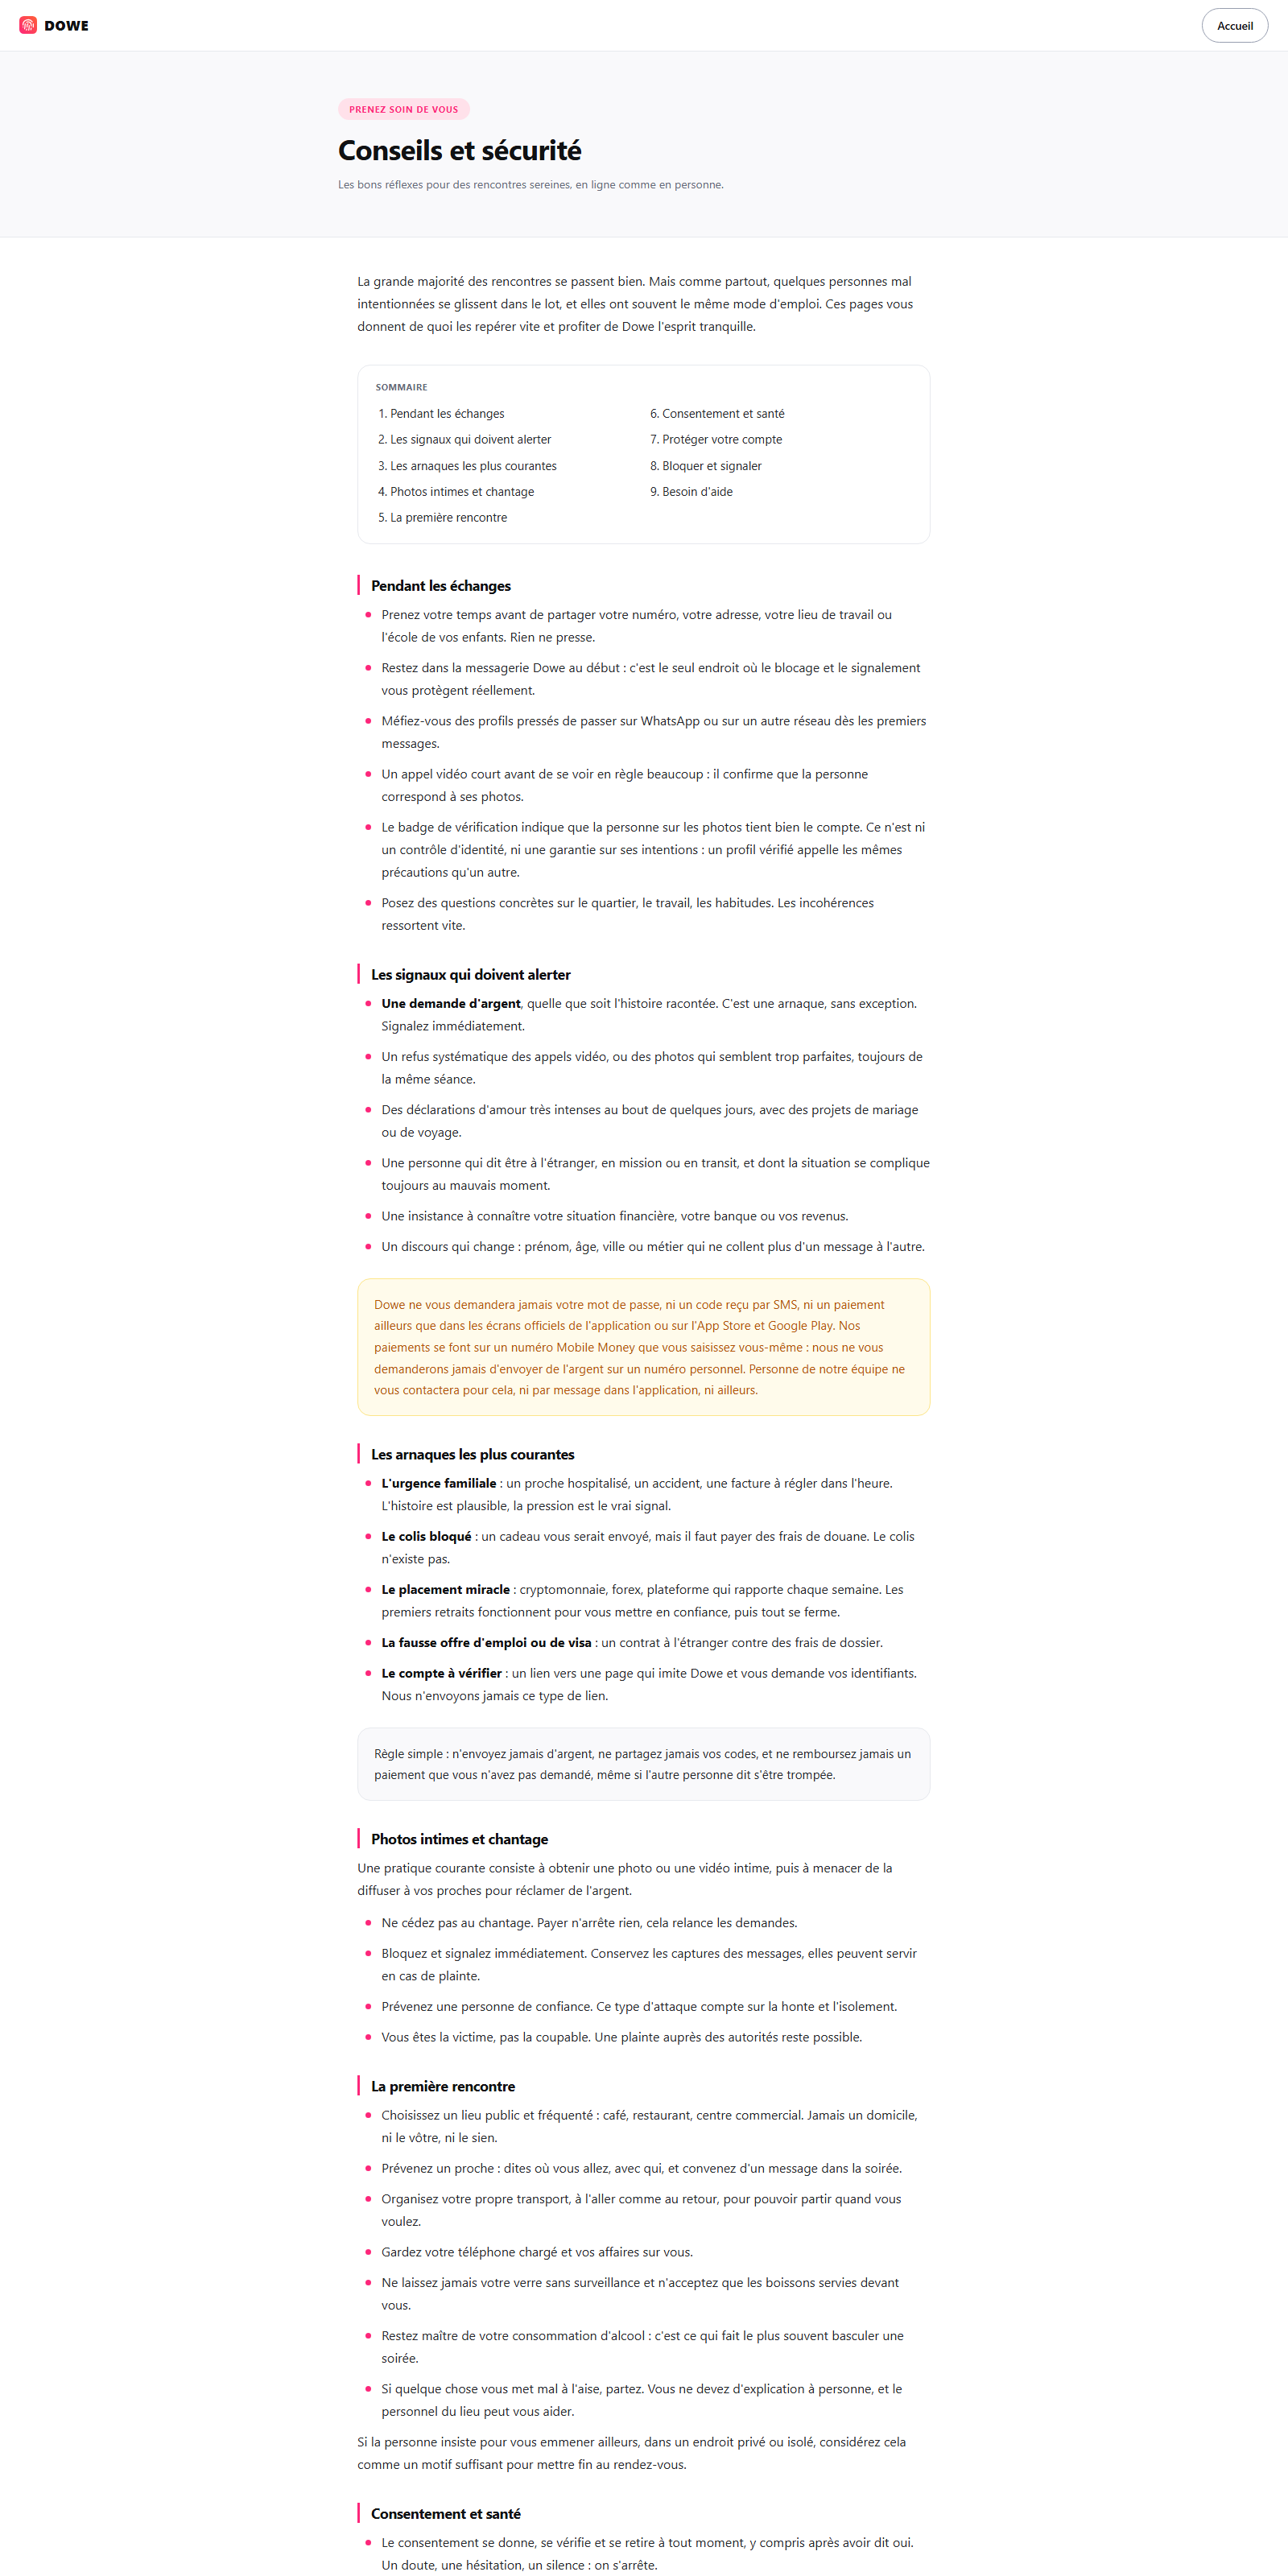 DOWE
Accueil
PRENEZ SOIN DE VOUS
Conseils et sécurité
Les bons réflexes pour des rencontres sereines, en ligne comme en personne.
La grande majorité des rencontres se passent bien. Mais comme partout, quelques personnes mal
intentionnées se glissent dans le lot, et elles ont souvent le même mode d'emploi. Ces pages vous
donnent de quoi les repérer vite et profiter de Dowe l'esprit tranquille.
SOMMAIRE
1. Pendant les échanges
2. Les signaux qui doivent alerter
3. Les arnaques les plus courantes
4. Photos intimes et chantage
5. La première rencontre
6. Consentement et santé
7. Protéger votre compte
8. Bloquer et signaler
9. Besoin d'aide
Pendant les échanges
Prenez votre temps avant de partager votre numéro, votre adresse, votre lieu de travail ou
l'école de vos enfants. Rien ne presse.
Restez dans la messagerie Dowe au début : c'est le seul endroit où le blocage et le signalement
vous protègent réellement.
Méfiez-vous des profils pressés de passer sur WhatsApp ou sur un autre réseau dès les premiers
messages.
Un appel vidéo court avant de se voir en règle beaucoup : il confirme que la personne
correspond à ses photos.
Le badge de vérification indique que la personne sur les photos tient bien le compte. Ce n'est ni
un contrôle d'identité, ni une garantie sur ses intentions : un profil vérifié appelle les mêmes
précautions qu'un autre.
Posez des questions concrètes sur le quartier, le travail, les habitudes. Les incohérences
ressortent vite.
Les signaux qui doivent alerter
Une demande d'argent, quelle que soit l'histoire racontée. C'est une arnaque, sans exception.
Signalez immédiatement.
Un refus systématique des appels vidéo, ou des photos qui semblent trop parfaites, toujours de
la même séance.
Des déclarations d'amour très intenses au bout de quelques jours, avec des projets de mariage
ou de voyage.
Une personne qui dit être à l'étranger, en mission ou en transit, et dont la situation se complique
toujours au mauvais moment.
Une insistance à connaître votre situation financière, votre banque ou vos revenus.
Un discours qui change : prénom, âge, ville ou métier qui ne collent plus d'un message à l'autre.
Dowe ne vous demandera jamais votre mot de passe, ni un code reçu par SMS, ni un paiement
ailleurs que dans les écrans officiels de l'application ou sur l'App Store et Google Play. Nos
paiements se font sur un numéro Mobile Money que vous saisissez vous-même : nous ne vous
demanderons jamais d'envoyer de l'argent sur un numéro personnel. Personne de notre équipe ne
vous contactera pour cela, ni par message dans l'application, ni ailleurs.
Les arnaques les plus courantes
L'urgence familiale : un proche hospitalisé, un accident, une facture à régler dans l'heure.
L'histoire est plausible, la pression est le vrai signal.
Le colis bloqué : un cadeau vous serait envoyé, mais il faut payer des frais de douane. Le colis
n'existe pas.
Le placement miracle : cryptomonnaie, forex, plateforme qui rapporte chaque semaine. Les
premiers retraits fonctionnent pour vous mettre en confiance, puis tout se ferme.
La fausse offre d'emploi ou de visa : un contrat à l'étranger contre des frais de dossier.
Le compte à vérifier : un lien vers une page qui imite Dowe et vous demande vos identifiants.
Nous n'envoyons jamais ce type de lien.
Règle simple : n'envoyez jamais d'argent, ne partagez jamais vos codes, et ne remboursez jamais un
paiement que vous n'avez pas demandé, même si l'autre personne dit s'être trompée.
Photos intimes et chantage
Une pratique courante consiste à obtenir une photo ou une vidéo intime, puis à menacer de la
diffuser à vos proches pour réclamer de l'argent.
Ne cédez pas au chantage. Payer n'arrête rien, cela relance les demandes.
Bloquez et signalez immédiatement. Conservez les captures des messages, elles peuvent servir
en cas de plainte.
Prévenez une personne de confiance. Ce type d'attaque compte sur la honte et l'isolement.
Vous êtes la victime, pas la coupable. Une plainte auprès des autorités reste possible.
La première rencontre
Choisissez un lieu public et fréquenté : café, restaurant, centre commercial. Jamais un domicile,
ni le vôtre, ni le sien.
Prévenez un proche : dites où vous allez, avec qui, et convenez d'un message dans la soirée.
Organisez votre propre transport, à l'aller comme au retour, pour pouvoir partir quand vous
voulez.
Gardez votre téléphone chargé et vos affaires sur vous.
Ne laissez jamais votre verre sans surveillance et n'acceptez que les boissons servies devant
vous.
Restez maître de votre consommation d'alcool : c'est ce qui fait le plus souvent basculer une
soirée.
Si quelque chose vous met mal à l'aise, partez. Vous ne devez d'explication à personne, et le
personnel du lieu peut vous aider.
Si la personne insiste pour vous emmener ailleurs, dans un endroit privé ou isolé, considérez cela
comme un motif suffisant pour mettre fin au rendez-vous.
Consentement et santé
Le consentement se donne, se vérifie et se retire à tout moment, y compris après avoir dit oui.
Un doute, une hésitation, un silence : on s'arrête.